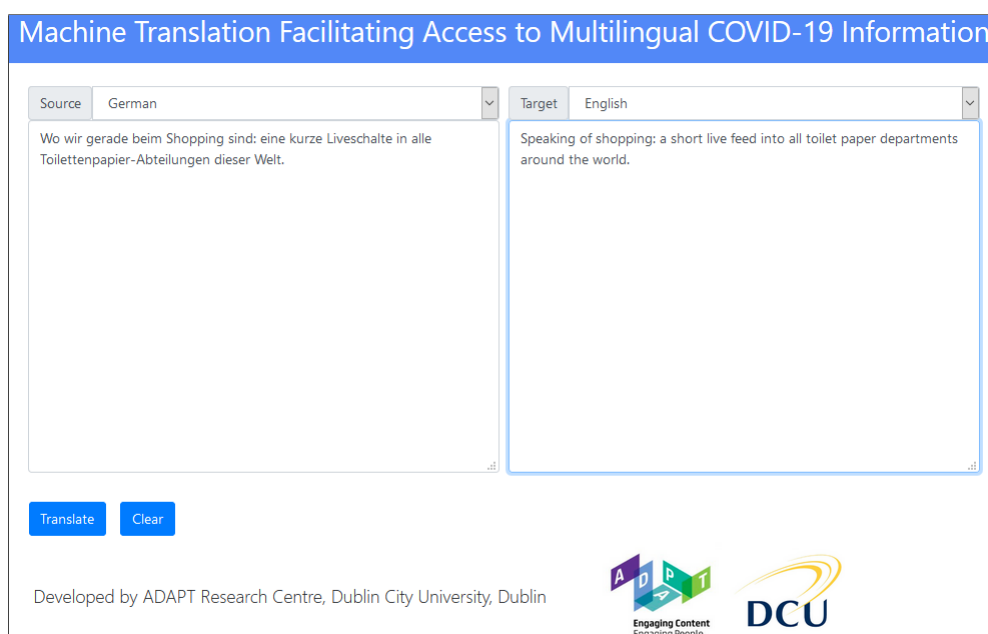 Machine Translation Facilitating Access to Multilingual COVID-19 Information
Source German
Target English
Wo wir gerade beim Shopping sind: eine kurze Liveschalte in alle
Toilettenpapier-Abteilungen dieser Welt.
Speaking of shopping: a short live feed into all toilet paper departments
around the world.
Translate Clear
Developed by ADAPT Research Centre, Dublin City University, Dublin
ADAPT
Engaging Content
Engaging People
DCU